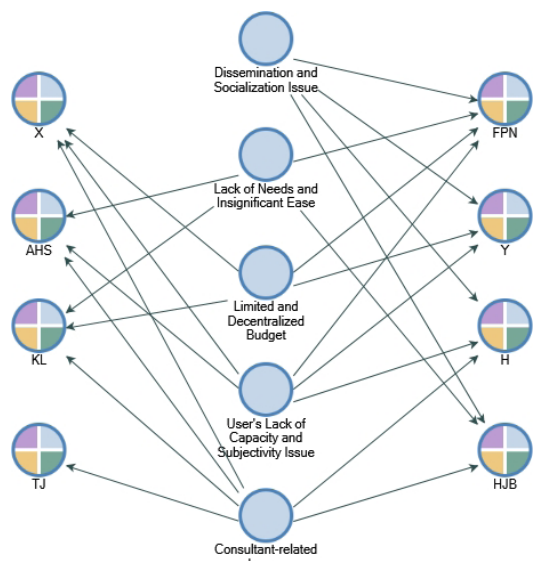 Dissemination and
Socialization Issue
X
FPN
Lack of Needs and
Insignificant Ease
AHS
Y
Limited and
Decentralized
Budget
KL
H
User's Lack of
Capacity and
Subjectivity Issue
TJ
HJB
Consultant-related